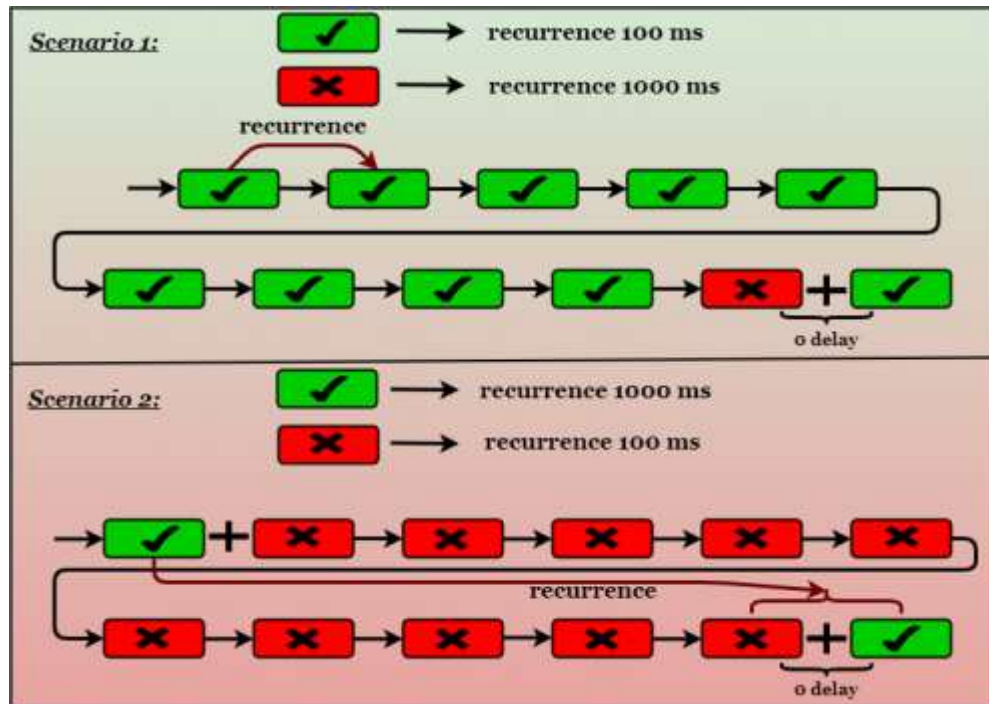 Scenario 1:
recurrence 100 ms
recurrence 1000 ms
recurrence
0 delay
Scenario 2:
recurrence 1000 ms
recurrence 100 ms
recurrence
0 delay